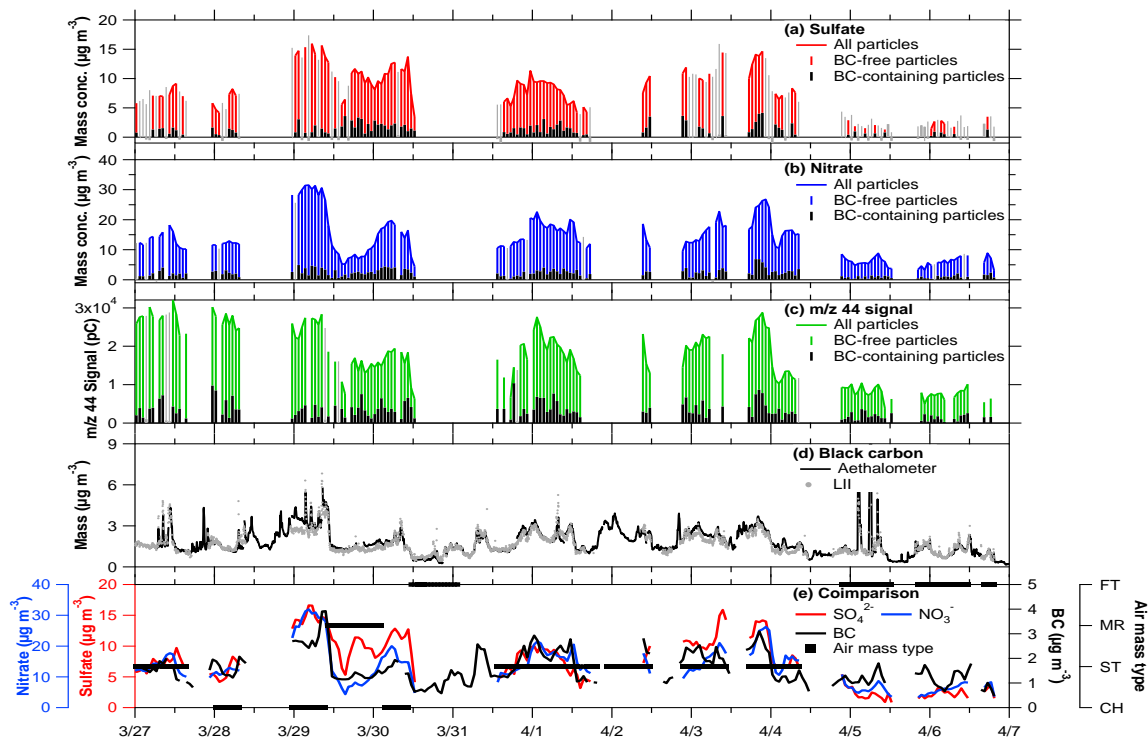 (a) Sulfate
All particles
BC-free particles
BC-containing particles
Mass conc. (µg m-3)
20
15
10
5
0
(b) Nitrate
All particles
BC-free particles
BC-containing particles
Mass conc. (µg m-3)
40
30
20
10
0
(c) m/z 44 signal
All particles
BC-free particles
BC-containing particles
m/z 44 Signal (pC)
3x10^4
2
1
0
(d) Black carbon
Aethalometer
LII
Mass (µg m-3)
9
6
3
0
(e) Coimparison
SO4^2- NO3^-
BC
Air mass type
Nitrate (µg m-3)
40
30
20
10
0
Sulfate (µg m-3)
20
15
10
5
0
BC (µg m-3)
5
4
3
2
1
0
Air mass type
FT
MR
ST
CH
3/27 3/28 3/29 3/30 3/31 4/1 4/2 4/3 4/4 4/5 4/6 4/7